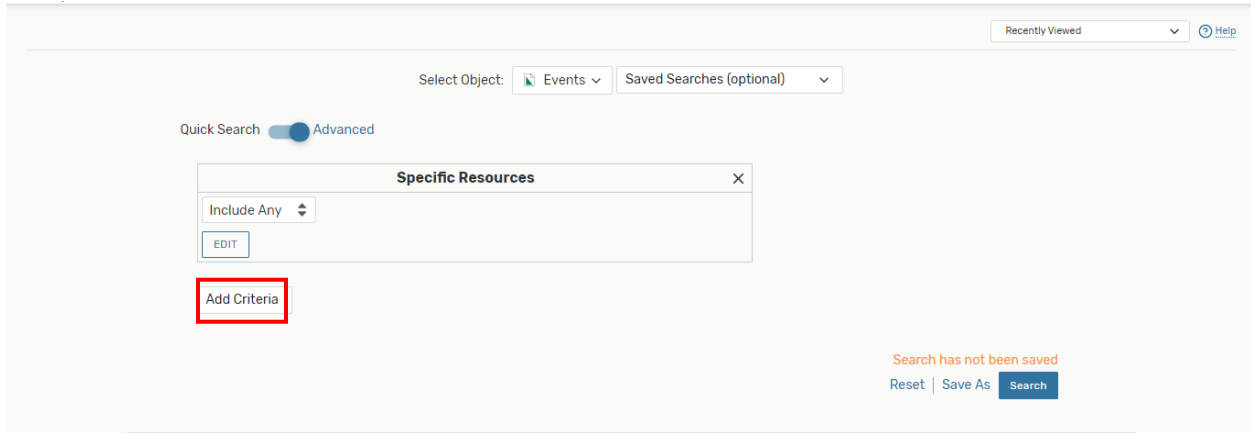 Recently Viewed
Help
Select Object: Events Saved Searches (optional)
Quick Search Advanced
Specific Resources
Include Any
EDIT
Add Criteria
Search has not been saved
Reset | Save As Search